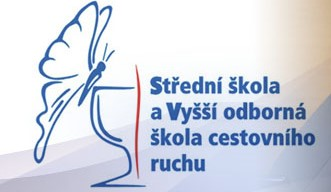 Střední škola
a Vyšší odborná
škola cestovního
ruchu